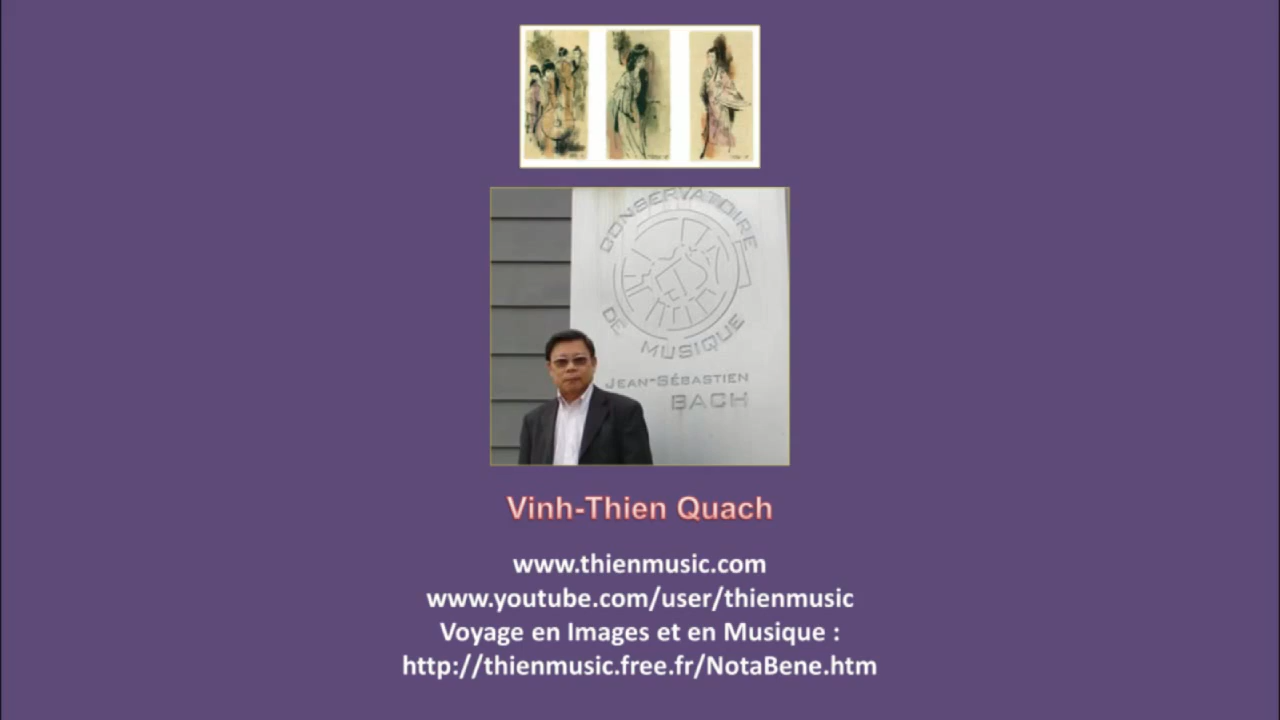 CONSERVATOIRE
DE MUSIQUE
JEAN-SÉBASTIEN
BACH
Vinh-Thien Quach
www.thienmusic.com
www.youtube.com/user/thienmusic
Voyage en Images et en Musique :
http://thienmusic.free.fr/NotaBene.htm